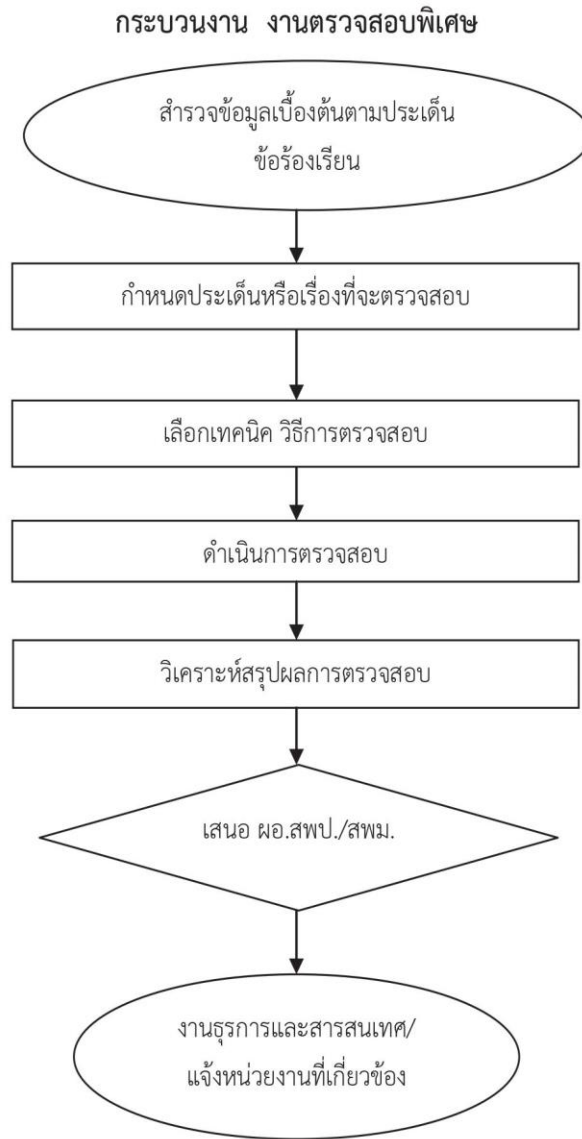 กระบวนงาน งานตรวจสอบพิเศษ
สำรวจข้อมูลเบื้องต้นตามประเด็น
ข้อร้องเรียน
กำหนดประเด็นหรือเรื่องที่จะตรวจสอบ
เลือกเทคนิค วิธีการตรวจสอบ
ดำเนินการตรวจสอบ
วิเคราะห์สรุปผลการตรวจสอบ
เสนอ ผอ.สพป./สพม.
งานธุรการและสารสนเทศ/
แจ้งหน่วยงานที่เกี่ยวข้อง